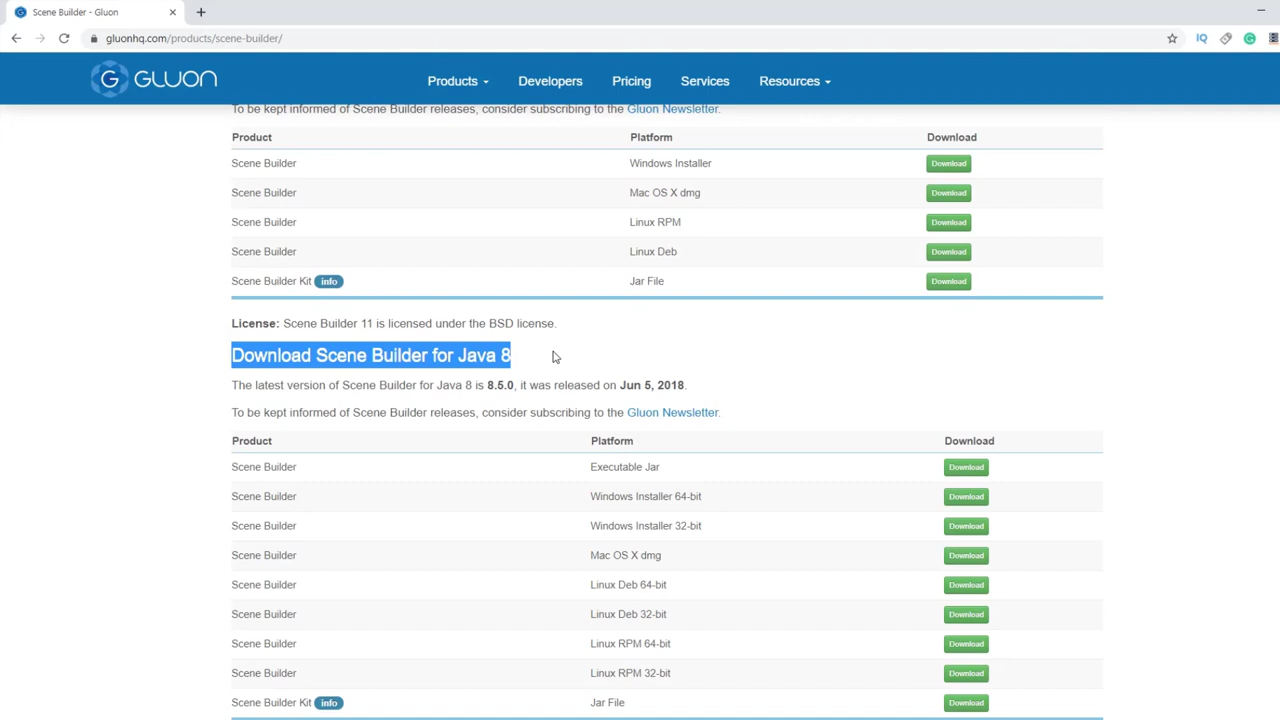 Scene Builder - Gluon
gluonhq.com/products/scene-builder/
IQ
G GLUON
Products
Developers
Pricing
Services
Resources
To be kept informed of Scene Builder releases, consider subscribing to the Gluon Newsletter.
Product Platform Download
Scene Builder Windows Installer Download
Scene Builder Mac OS X dmg Download
Scene Builder Linux RPM Download
Scene Builder Linux Deb Download
Scene Builder Kit info Jar File Download
License: Scene Builder 11 is licensed under the BSD license.
Download Scene Builder for Java 8
The latest version of Scene Builder for Java 8 is 8.5.0, it was released on Jun 5, 2018.
To be kept informed of Scene Builder releases, consider subscribing to the Gluon Newsletter.
Product Platform Download
Scene Builder Executable Jar Download
Scene Builder Windows Installer 64-bit Download
Scene Builder Windows Installer 32-bit Download
Scene Builder Mac OS X dmg Download
Scene Builder Linux Deb 64-bit Download
Scene Builder Linux Deb 32-bit Download
Scene Builder Linux RPM 64-bit Download
Scene Builder Linux RPM 32-bit Download
Scene Builder Kit info Jar File Download